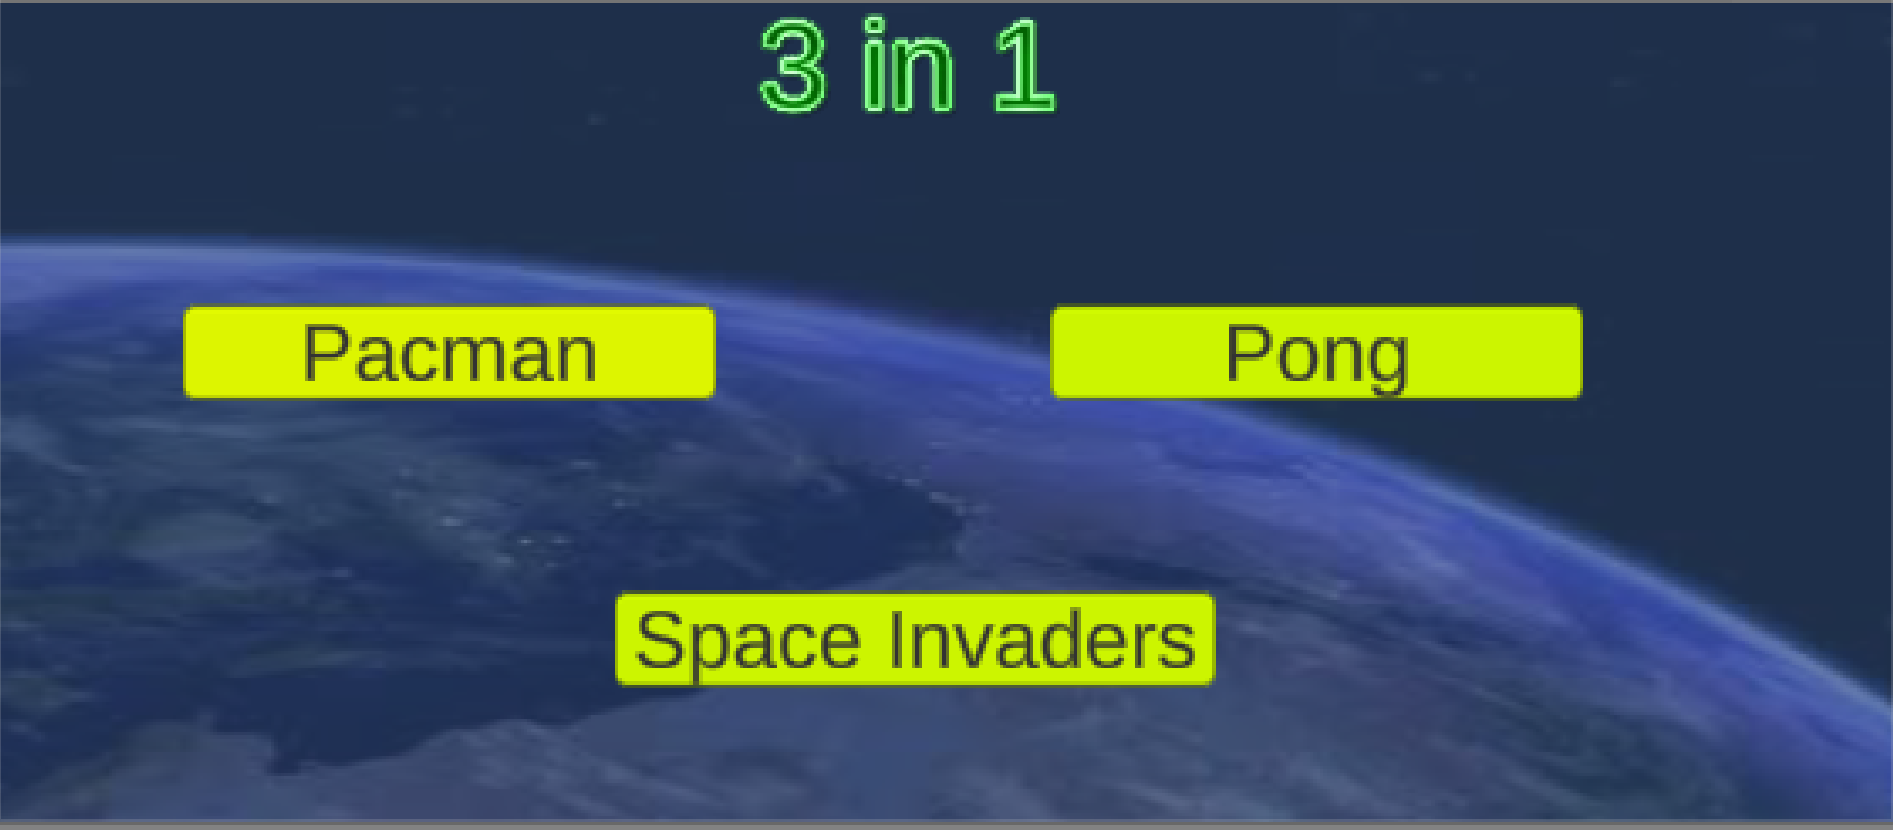 3 in 1
Pacman
Pong
Space Invaders